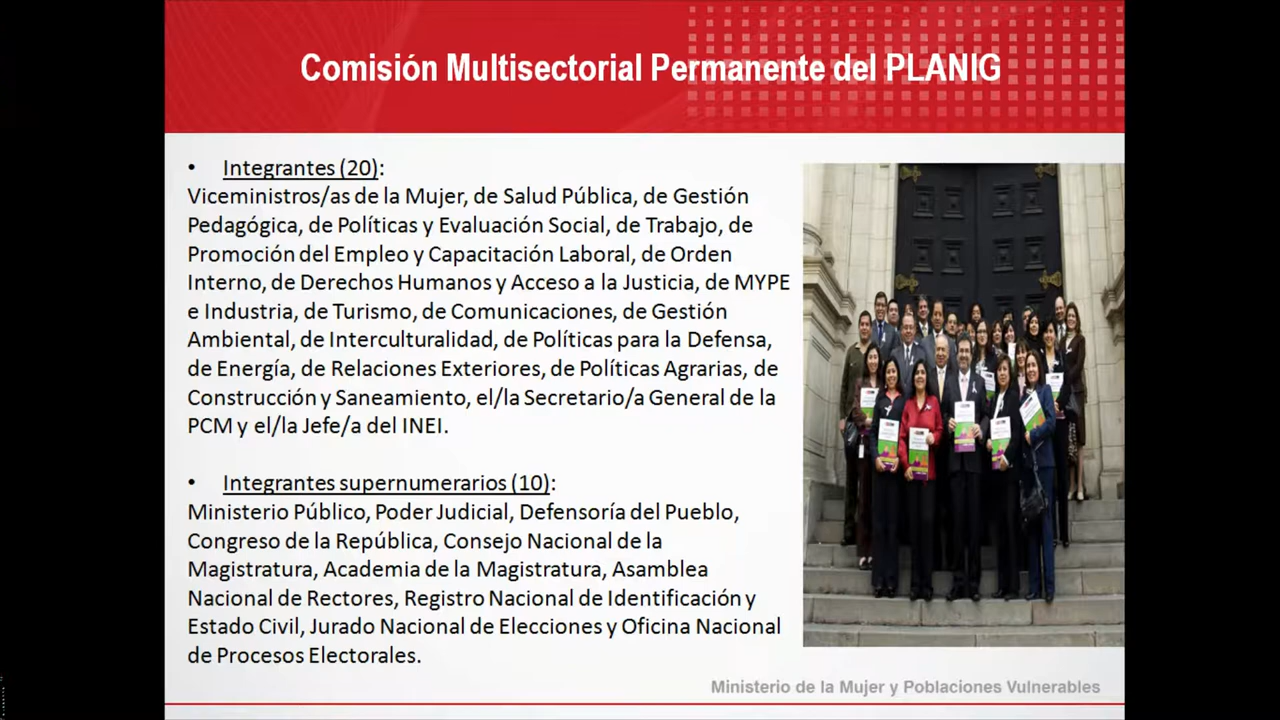 Comisión Multisectorial Permanente del PLANIG
• Integrantes (20):
Viceministros/as de la Mujer, de Salud Pública, de Gestión
Pedagógica, de Políticas y Evaluación Social, de Trabajo, de
Promoción del Empleo y Capacitación Laboral, de Orden
Interno, de Derechos Humanos y Acceso a la Justicia, de MYPE
e Industria, de Turismo, de Comunicaciones, de Gestión
Ambiental, de Interculturalidad, de Políticas para la Defensa,
de Energía, de Relaciones Exteriores, de Políticas Agrarias, de
Construcción y Saneamiento, el/la Secretario/a General de la
PCM y el/la Jefe/a del INEI.
• Integrantes supernumerarios (10):
Ministerio Público, Poder Judicial, Defensoría del Pueblo,
Congreso de la República, Consejo Nacional de la
Magistratura, Academia de la Magistratura, Asamblea
Nacional de Rectores, Registro Nacional de Identificación y
Estado Civil, Jurado Nacional de Elecciones y Oficina Nacional
de Procesos Electorales.
Ministerio de la Mujer y Poblaciones Vulnerables